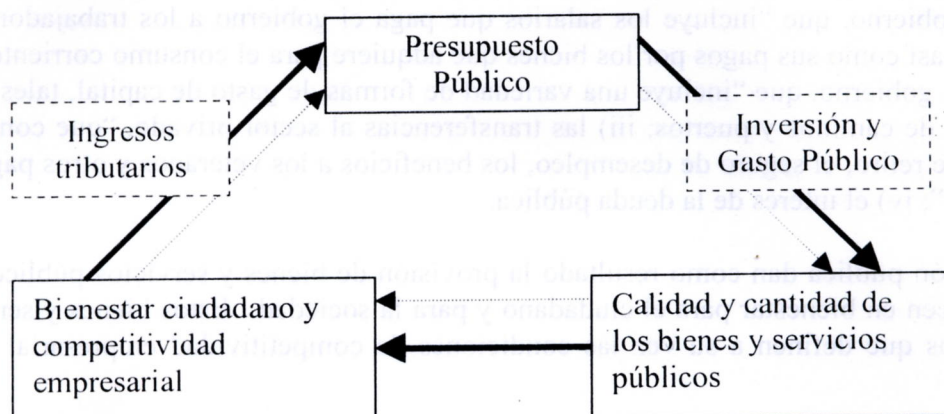 Presupuesto
Público
Ingresos
tributarios
Inversión y
Gasto Público
Bienestar ciudadano y
competitividad
empresarial
Calidad y cantidad de
los bienes y servicios
públicos